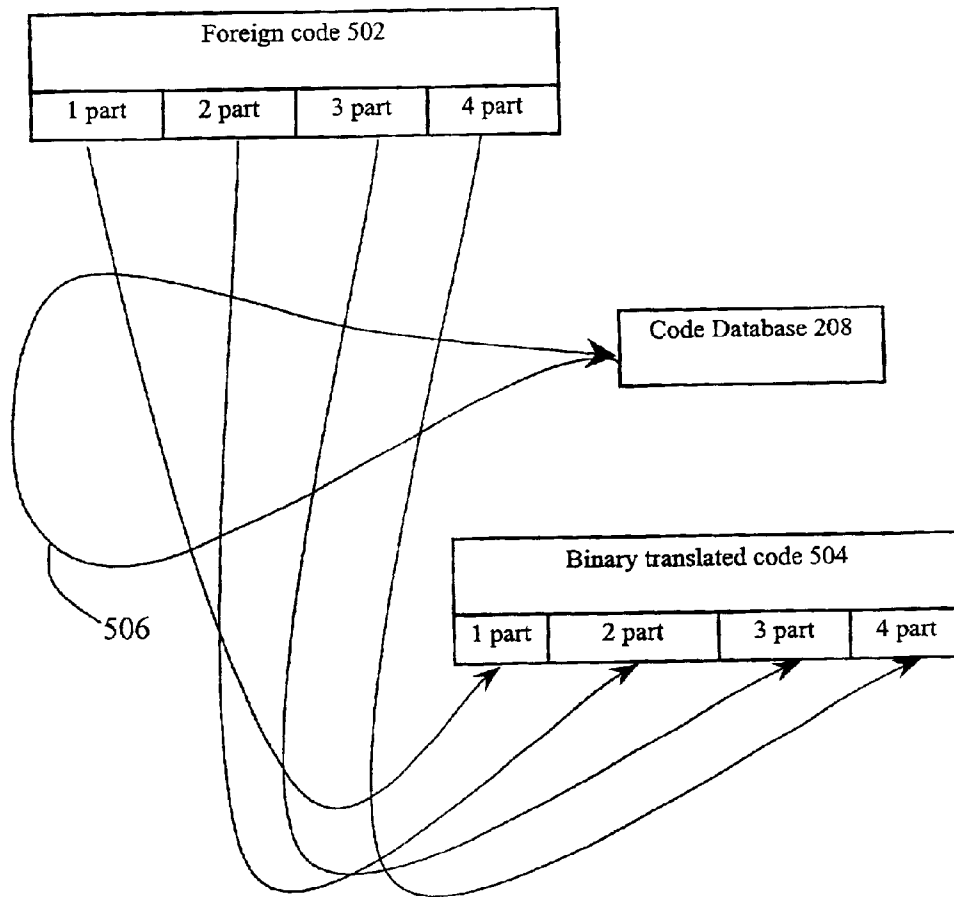 Foreign code 502
1 part 2 part 3 part 4 part
Code Database 208
Binary translated code 504
506
1 part 2 part 3 part 4 part